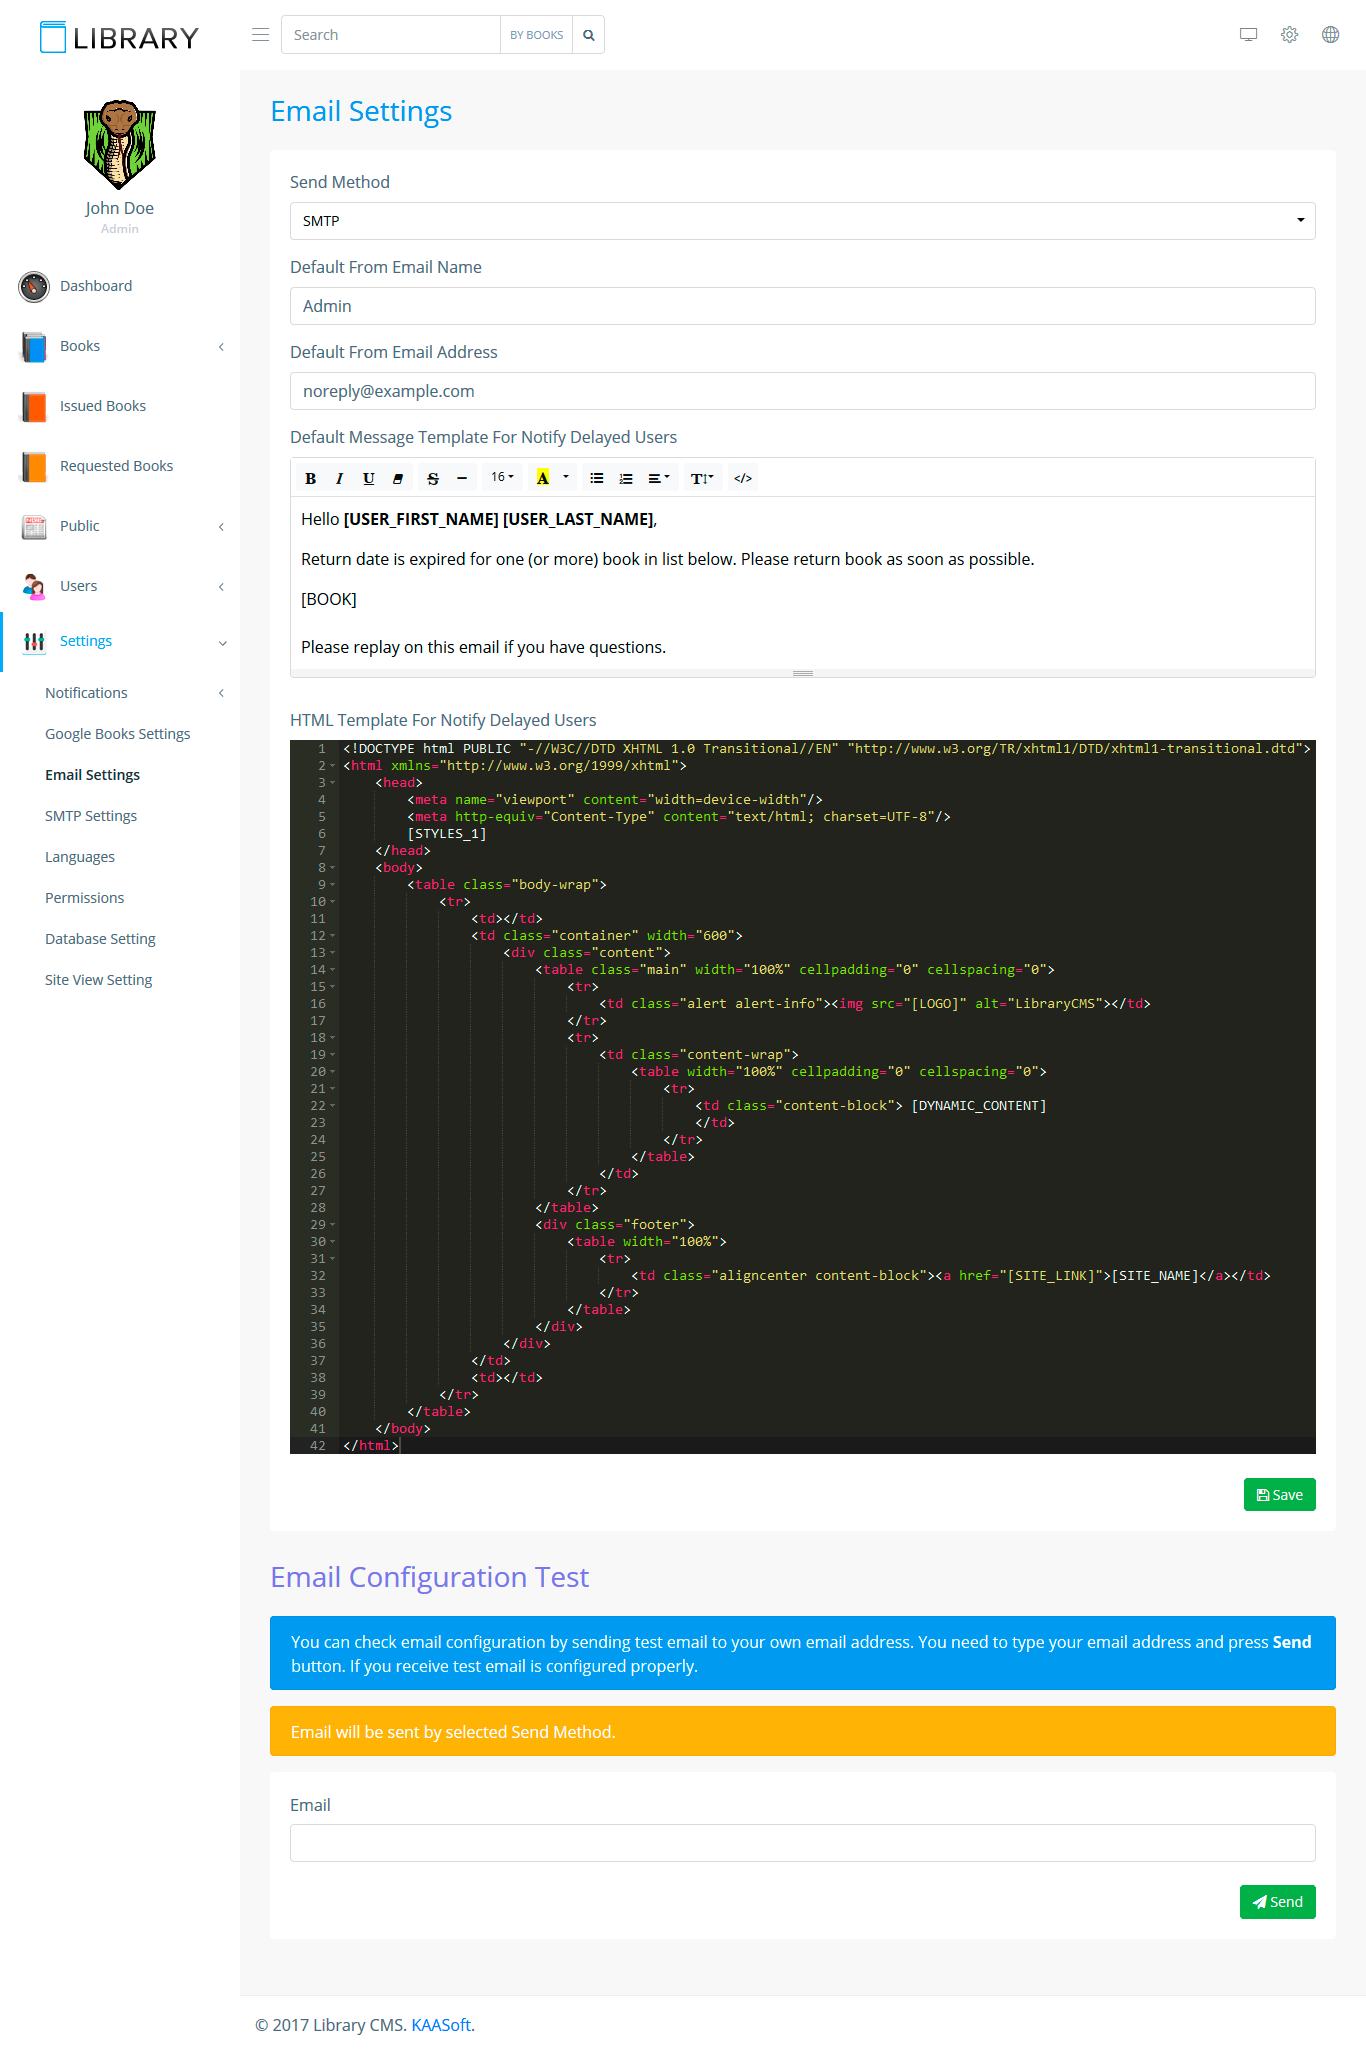 LIBRARY
Search
BY BOOKS
John Doe
Admin
Dashboard
Books
Issued Books
Requested Books
Public
Users
Settings
Notifications
Google Books Settings
Email Settings
SMTP Settings
Languages
Permissions
Database Setting
Site View Setting
Email Settings
Send Method
SMTP
Default From Email Name
Admin
Default From Email Address
noreply@example.com
Default Message Template For Notify Delayed Users
B I U S 16 A T </>
Hello [USER_FIRST_NAME] [USER_LAST_NAME],
Return date is expired for one (or more) book in list below. Please return book as soon as possible.
[BOOK]
Please replay on this email if you have questions.
HTML Template For Notify Delayed Users
1 <!DOCTYPE html PUBLIC "-//W3C//DTD XHTML 1.0 Transitional//EN" "http://www.w3.org/TR/xhtml1/DTD/xhtml1-transitional.dtd">
2 <html xmlns="http://www.w3.org/1999/xhtml">
3 <head>
4 <meta name="viewport" content="width=device-width"/>
5 <meta http-equiv="Content-Type" content="text/html; charset=UTF-8"/>
6 [STYLES_1]
7 </head>
8 <body>
9 <table class="body-wrap">
10 <tr>
11 <td></td>
12 <td class="container" width="600">
13 <div class="content">
14 <table class="main" width="100%" cellpadding="0" cellspacing="0">
15 <tr>
16 <td class="alert alert-info"><img src="[LOGO]" alt="LibraryCMS"></td>
17 </tr>
18 <tr>
19 <td class="content-wrap">
20 <table width="100%" cellpadding="0" cellspacing="0">
21 <tr>
22 <td class="content-block"> [DYNAMIC_CONTENT]
23 </td>
24 </tr>
25 </table>
26 </td>
27 </tr>
28 </table>
29 <div class="footer">
30 <table width="100%">
31 <tr>
32 <td class="aligncenter content-block"><a href="[SITE_LINK]">[SITE_NAME]</a></td>
33 </tr>
34 </table>
35 </div>
36 </div>
37 </td>
38 <td></td>
39 </tr>
40 </table>
41 </body>
42 </html>
Save
Email Configuration Test
You can check email configuration by sending test email to your own email address. You need to type your email address and press Send
button. If you receive test email is configured properly.
Email will be sent by selected Send Method.
Email
Send
© 2017 Library CMS. KAASoft.